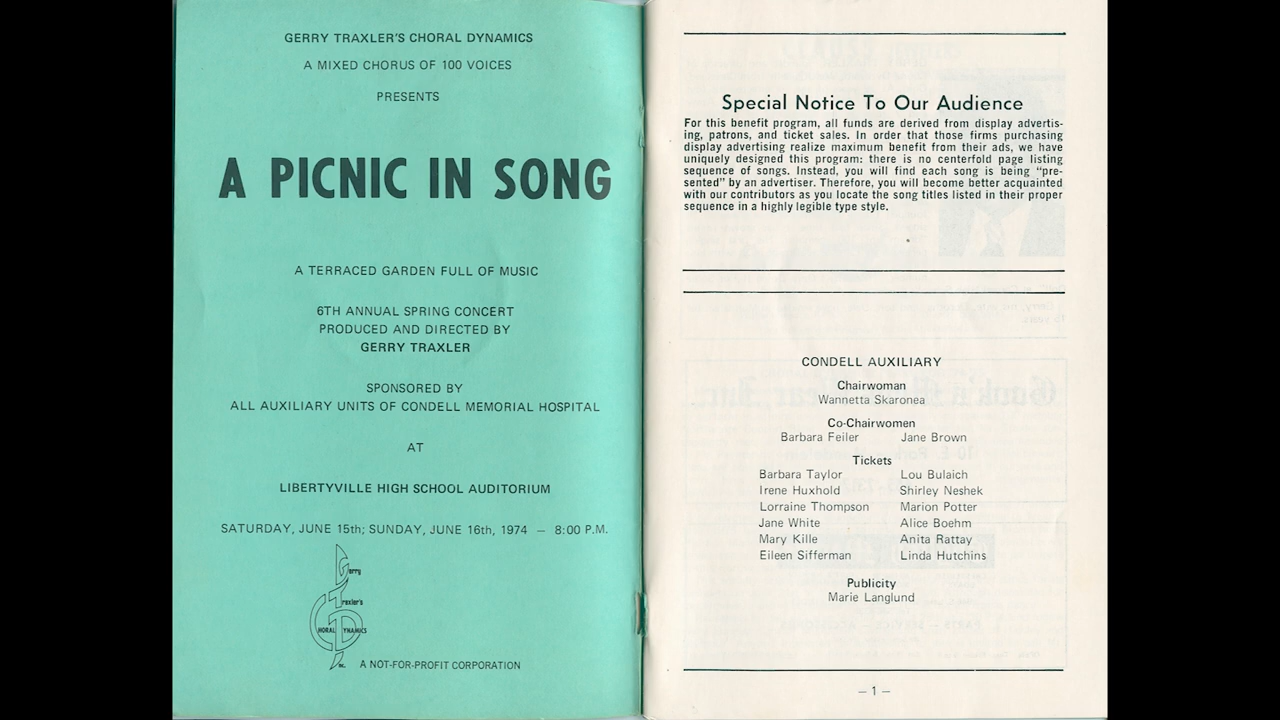 GERRY TRAXLER'S CHORAL DYNAMICS
A MIXED CHORUS OF 100 VOICES
PRESENTS
A PICNIC IN SONG
A TERRACED GARDEN FULL OF MUSIC
6TH ANNUAL SPRING CONCERT
PRODUCED AND DIRECTED BY
GERRY TRAXLER
SPONSORED BY
ALL AUXILIARY UNITS OF CONDELL MEMORIAL HOSPITAL
AT
LIBERTYVILLE HIGH SCHOOL AUDITORIUM
SATURDAY, JUNE 15th; SUNDAY, JUNE 16th, 1974 — 8:00 P.M.
Gerry
Traxler's
CHORAL DYNAMICS
Inc.
A NOT-FOR-PROFIT CORPORATION
Special Notice To Our Audience
For this benefit program, all funds are derived from display advertis-
ing, patrons, and ticket sales. In order that those firms purchasing
display advertising realize maximum benefit from their ads, we have
uniquely designed this program: there is no centerfold page listing
sequence of songs. Instead, you will find each song is being "pre-
sented" by an advertiser. Therefore, you will become better acquainted
with our contributors as you locate the song titles listed in their proper
sequence in a highly legible type style.
CONDELL AUXILIARY
Chairwoman
Wannetta Skaronea
Co-Chairwomen
Barbara Feiler Jane Brown
Tickets
Barbara Taylor Lou Bulaich
Irene Huxhold Shirley Neshek
Lorraine Thompson Marion Potter
Jane White Alice Boehm
Mary Kille Anita Rattay
Eileen Sifferman Linda Hutchins
Publicity
Marie Langlund
— 1 —